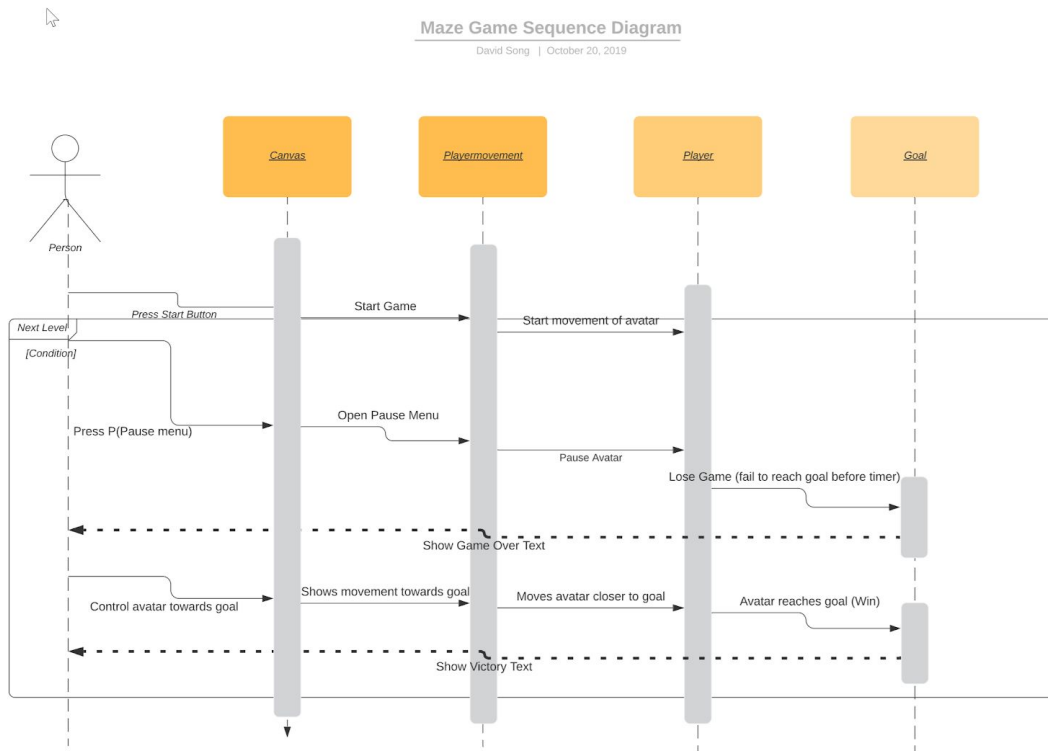 Maze Game Sequence Diagram
David Song | October 20, 2019
Canvas
Playermovement
Player
Goal
Person
Press Start Button
Start Game
Start movement of avatar
Next Level
[Condition]
Press P(Pause menu)
Open Pause Menu
Pause Avatar
Lose Game (fail to reach goal before timer)
Show Game Over Text
Control avatar towards goal
Shows movement towards goal
Moves avatar closer to goal
Avatar reaches goal (Win)
Show Victory Text